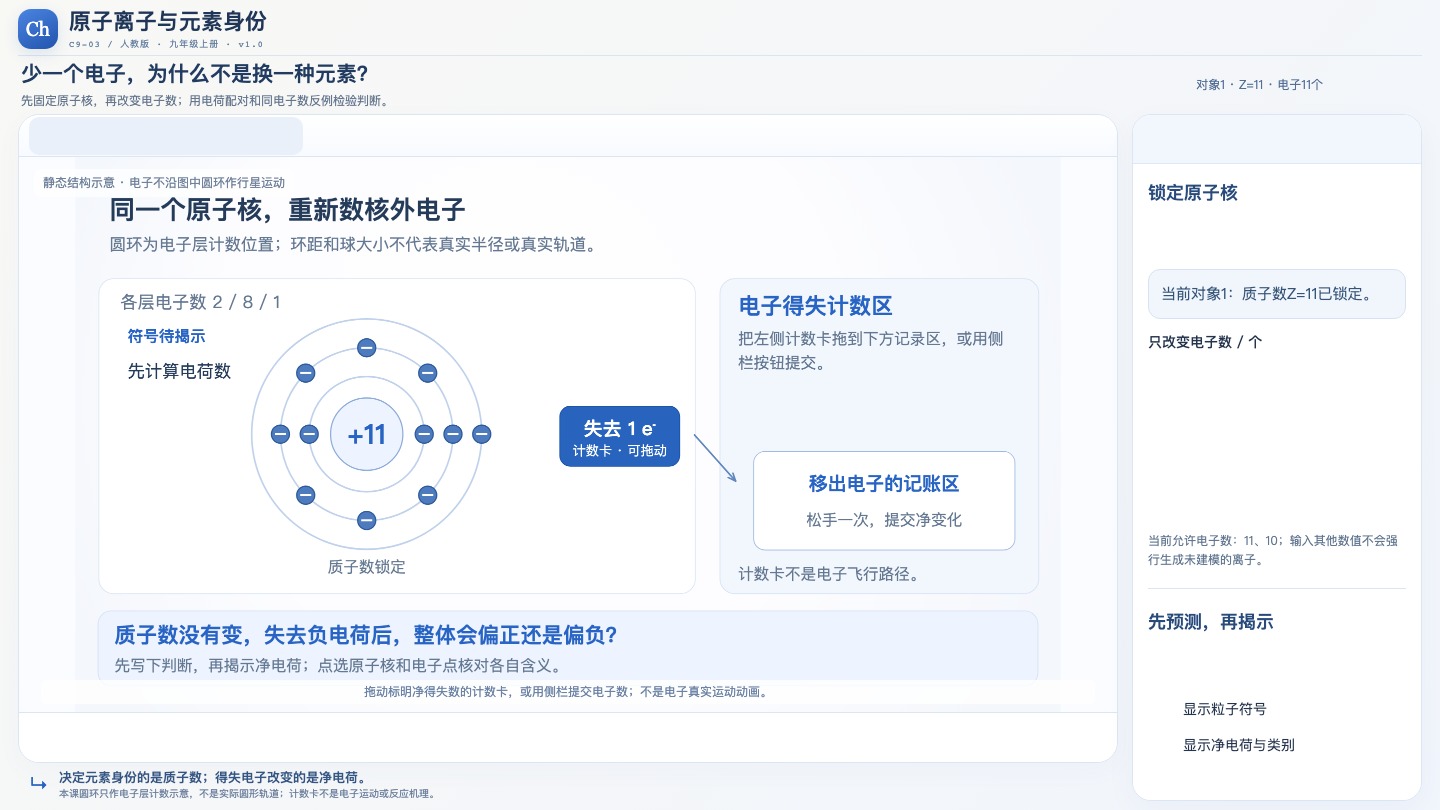 Ch
原子离子与元素身份
C9-03 / 人教版 · 九年级上册 · v1.0
少一个电子，为什么不是换一种元素？
先固定原子核，再改变电子数；用电荷配对和同电子数反例检验判断。
对象1 · Z=11 · 电子11个
静态结构示意 · 电子不沿图中圆环作行星运动
同一个原子核，重新数核外电子
圆环为电子层计数位置；环距和球大小不代表真实半径或真实轨道。
各层电子数 2 / 8 / 1
符号待揭示
先计算电荷数
+11
质子数锁定
失去 1 e⁻
计数卡 · 可拖动
电子得失计数区
把左侧计数卡拖到下方记录区，或用侧
栏按钮提交。
移出电子的记账区
松手一次，提交净变化
计数卡不是电子飞行路径。
质子数没有变，失去负电荷后，整体会偏正还是偏负？
先写下判断，再揭示净电荷；点选原子核和电子点核对各自含义。
拖动标明净得失数的计数卡，或用侧栏提交电子数；不是电子真实运动动画。
锁定原子核
当前对象1：质子数Z=11已锁定。
只改变电子数 / 个
当前允许电子数：11、10；输入其他数值不会强
行生成未建模的离子。
先预测，再揭示
显示粒子符号
显示净电荷与类别
决定元素身份的是质子数；得失电子改变的是净电荷。
本课圆环只作电子层计数示意，不是实际圆形轨道；计数卡不是电子运动或反应机理。